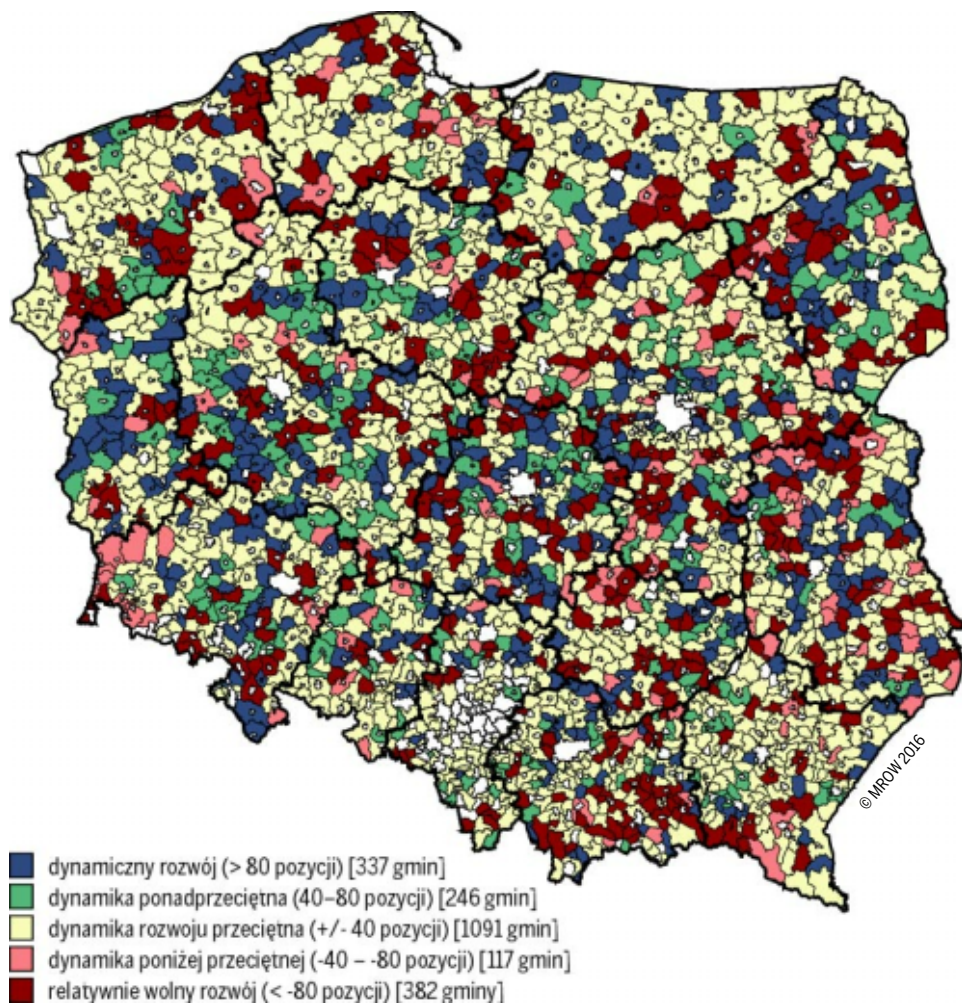 © MROW 2016
dynamiczny rozwój (> 80 pozycji) [337 gmin]
dynamika ponadprzeciętna (40–80 pozycji) [246 gmin]
dynamika rozwoju przeciętna (+/- 40 pozycji) [1091 gmin]
dynamika poniżej przeciętnej (-40 – -80 pozycji) [117 gmin]
relatywnie wolny rozwój (< -80 pozycji) [382 gminy]